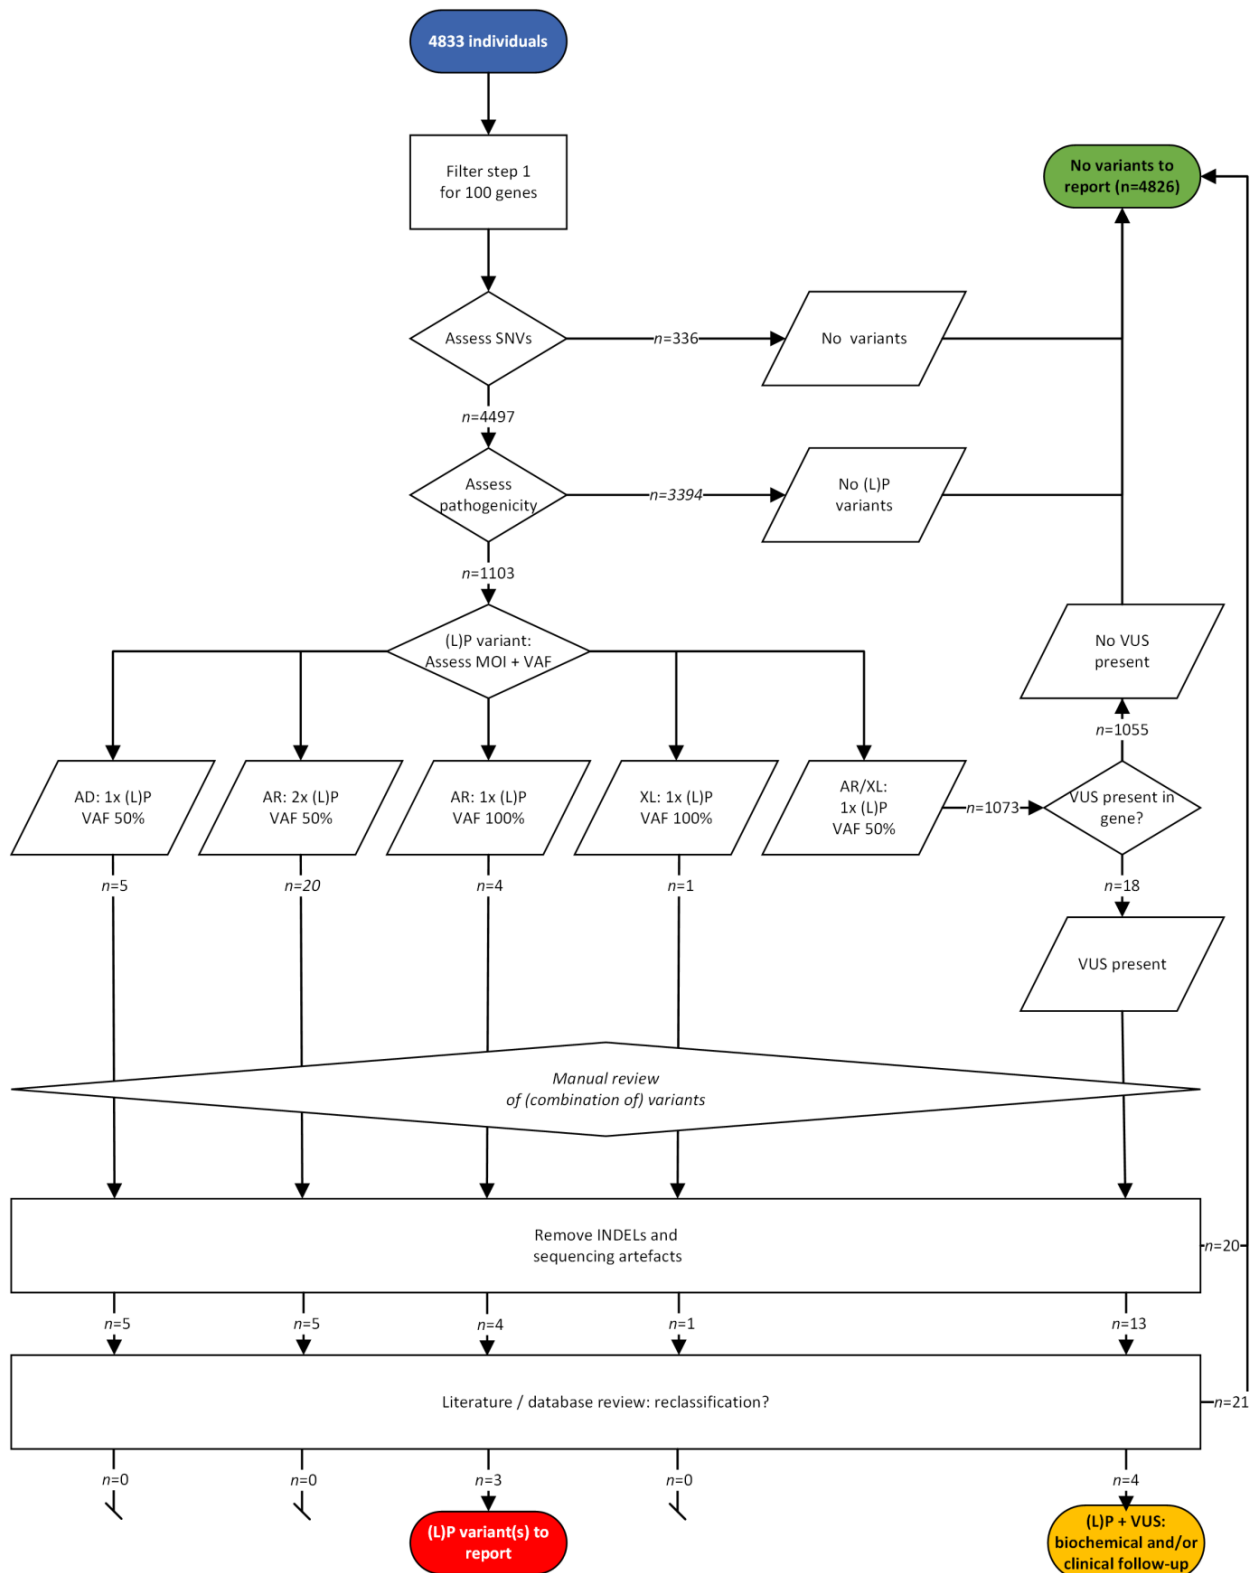 4833 individuals
Filter step 1
for 100 genes
No variants to
report (n=4826)
Assess SNVs
n=336
No variants
n=4497
Assess
pathogenicity
n=3394
No (L)P
variants
n=1103
(L)P variant:
Assess MOI + VAF
No VUS
present
n=1055
AD: 1x (L)P
VAF 50%
AR: 2x (L)P
VAF 50%
AR: 1x (L)P
VAF 100%
XL: 1x (L)P
VAF 100%
AR/XL:
1x (L)P
VAF 50%
n=1073
VUS present in
gene?
n=5
n=20
n=4
n=1
n=18
VUS present
Manual review
of (combination of) variants
Remove INDELs and
sequencing artefacts
n=20
n=5
n=5
n=4
n=1
n=13
Literature / database review: reclassification?
n=21
n=0
n=0
n=3
n=0
n=4
(L)P variant(s) to
report
(L)P + VUS:
biochemical and/or
clinical follow-up